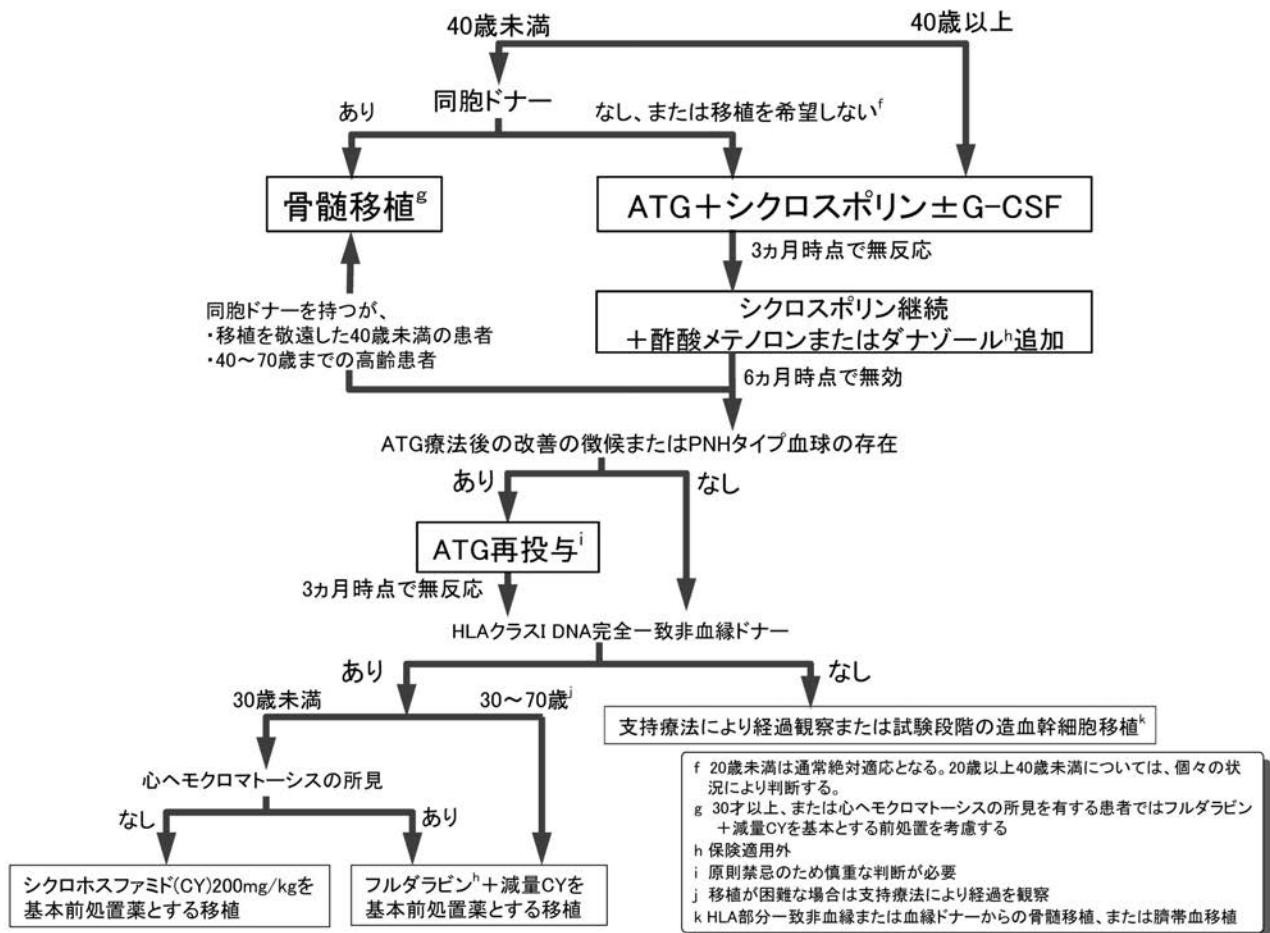 40歳未満
40歳以上
同胞ドナー
あり
なし、または移植を希望しないf
骨髄移植g
ATG＋シクロスポリン±G-CSF
3ヵ月時点で無反応
同胞ドナーを持つが、
・移植を敬遠した40歳未満の患者
・40～70歳までの高齢患者
シクロスポリン継続
＋酢酸メテノロンまたはダナゾールh追加
6ヵ月時点で無効
ATG療法後の改善の徴候またはPNHタイプ血球の存在
あり
なし
ATG再投与i
3ヵ月時点で無反応
HLAクラスI DNA完全一致非血縁ドナー
あり
なし
30歳未満
30～70歳j
支持療法により経過観察または試験段階の造血幹細胞移植k
心ヘモクロマトーシスの所見
なし
あり
シクロホスファミド(CY)200mg/kgを
基本前処置薬とする移植
フルダラビンh＋減量CYを
基本前処置薬とする移植
f 20歳未満は通常絶対適応となる。20歳以上40歳未満については、個々の状
況により判断する。
g 30才以上、または心ヘモクロマトーシスの所見を有する患者ではフルダラビン
＋減量CYを基本とする前処置を考慮する
h 保険適用外
i 原則禁忌のため慎重な判断が必要
j 移植が困難な場合は支持療法により経過を観察
k HLA部分一致非血縁または血縁ドナーからの骨髄移植、または臍帯血移植